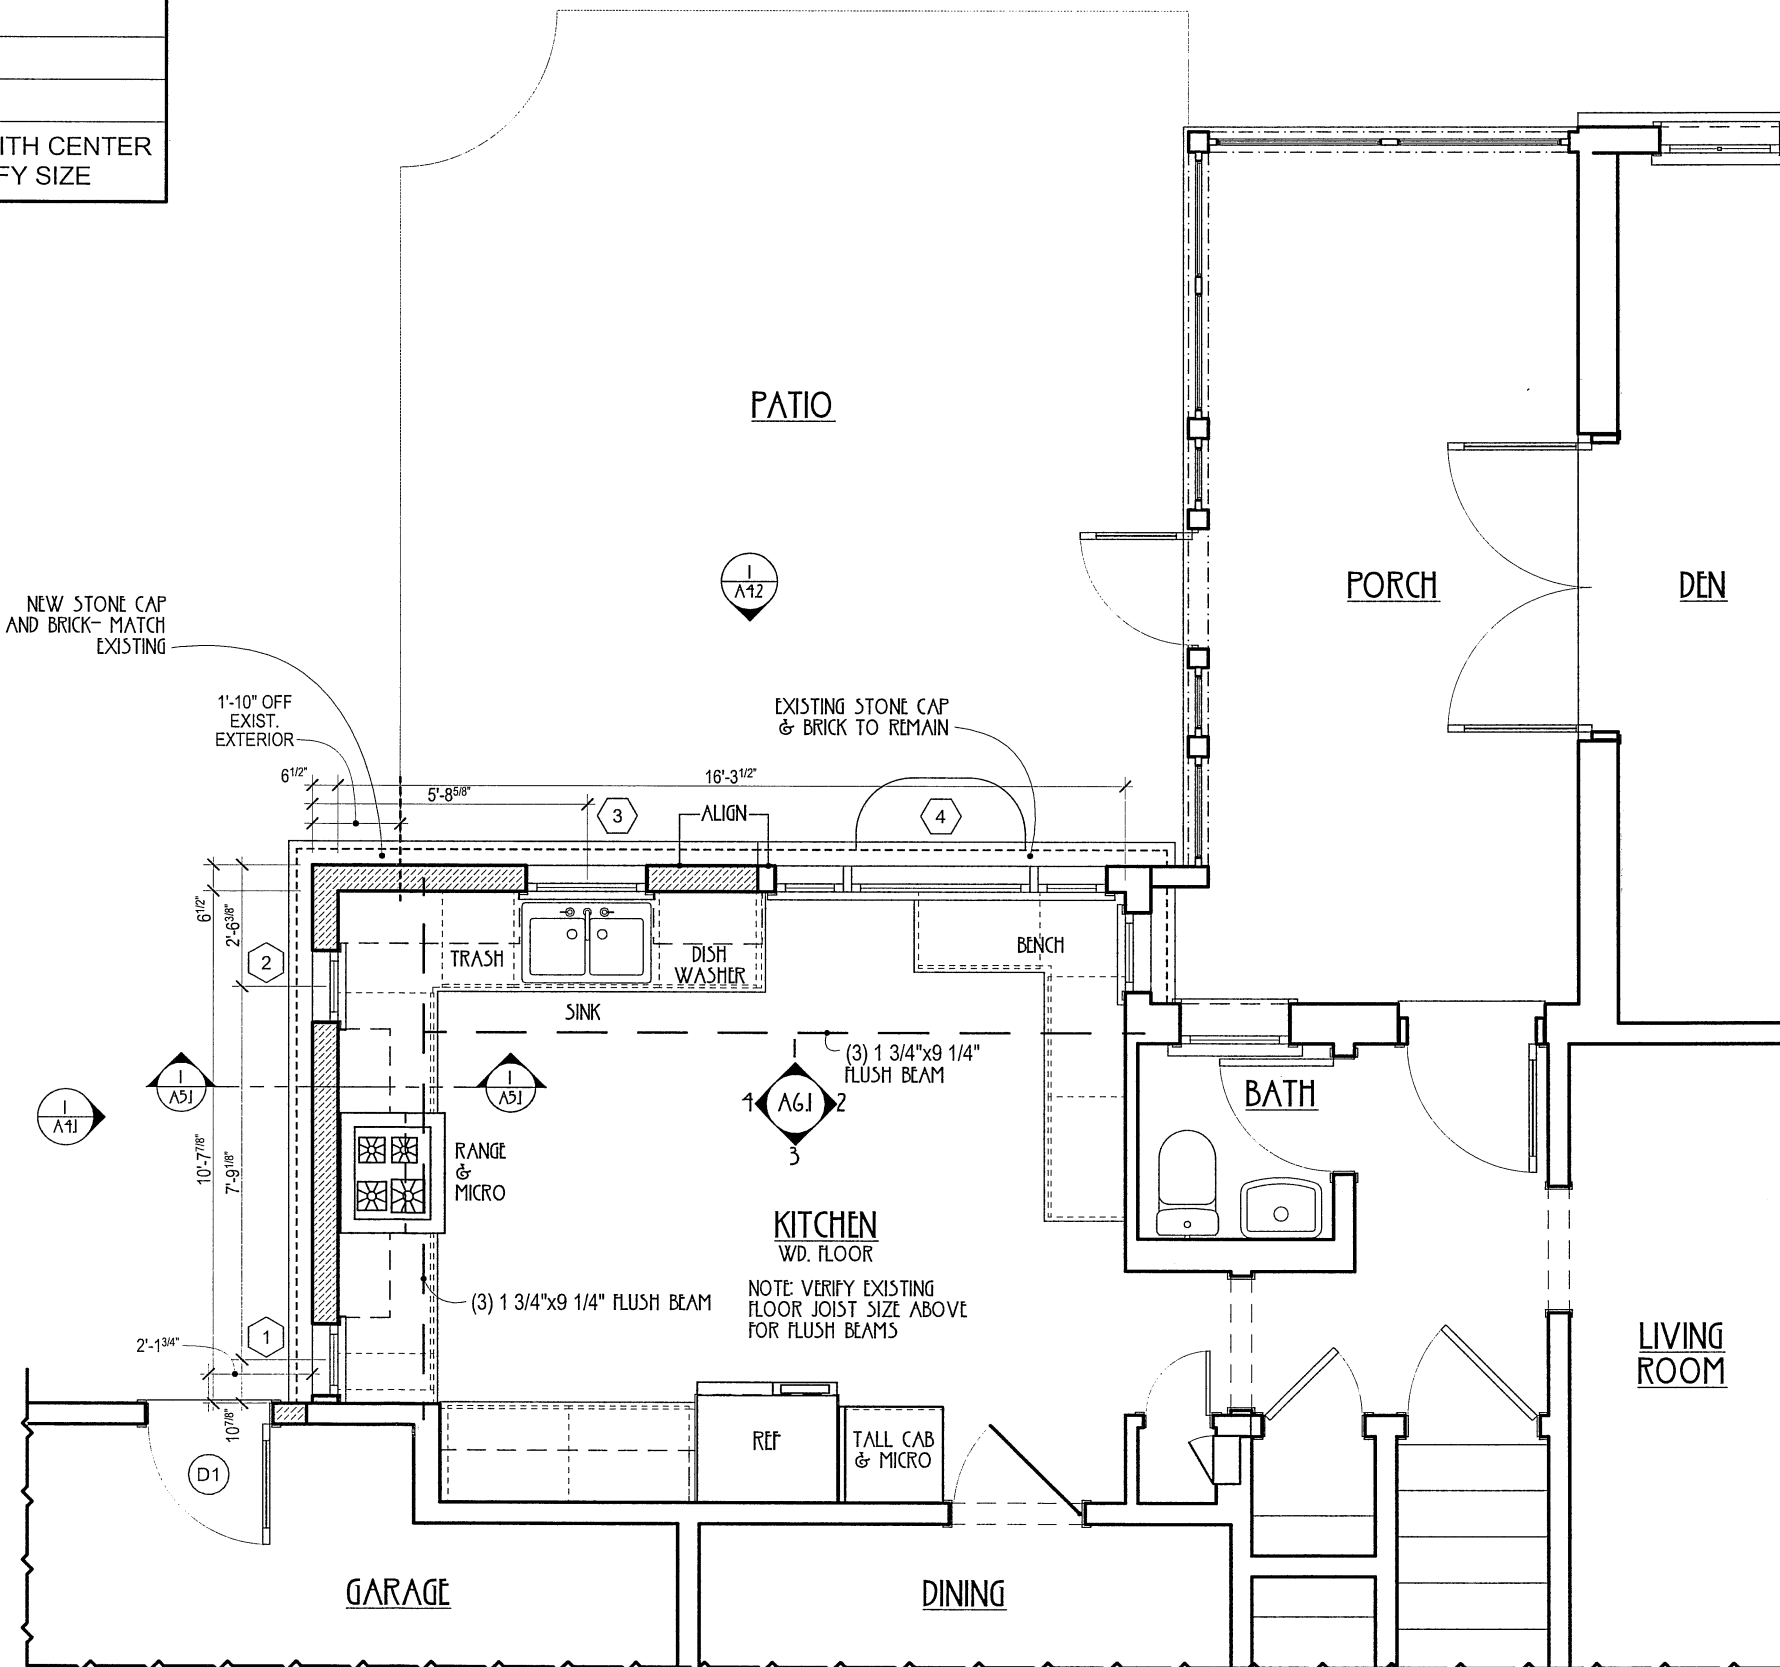 ITH CENTER
FY SIZE
PATIO
PORCH
DEN
1
A4.2
NEW STONE CAP
AND BRICK- MATCH
EXISTING
1'-10" OFF
EXIST.
EXTERIOR
EXISTING STONE CAP
& BRICK TO REMAIN
6 1/2"
16'-3 1/2"
5'-8 5/8"
3
ALIGN
4
6 1/2"
2'-6 3/8"
2
TRASH
DISH
WASHER
BENCH
SINK
(3) 1 3/4"x9 1/4"
FLUSH BEAM
1
A5.1
1
A5.1
1
A4.1
4
A6.1
2
3
BATH
10'-7 7/8"
7'-9 1/8"
RANGE
&
MICRO
KITCHEN
WD. FLOOR
NOTE: VERIFY EXISTING
FLOOR JOIST SIZE ABOVE
FOR FLUSH BEAMS
(3) 1 3/4"x9 1/4" FLUSH BEAM
1
2'-1 3/4"
LIVING
ROOM
10 7/8"
REF
TALL CAB
& MICRO
D1
GARAGE
DINING